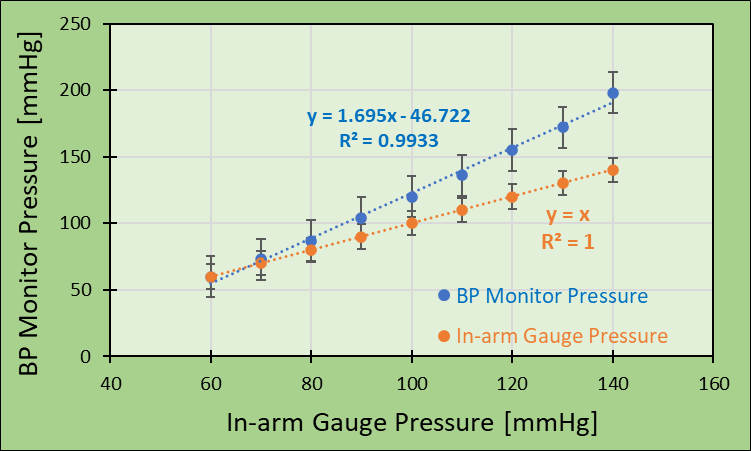 250
200
150
100
50
0
40
60
80
100
120
140
160
BP Monitor Pressure [mmHg]
In-arm Gauge Pressure [mmHg]
y = 1.695x - 46.722
R² = 0.9933
y = x
R² = 1
BP Monitor Pressure
In-arm Gauge Pressure